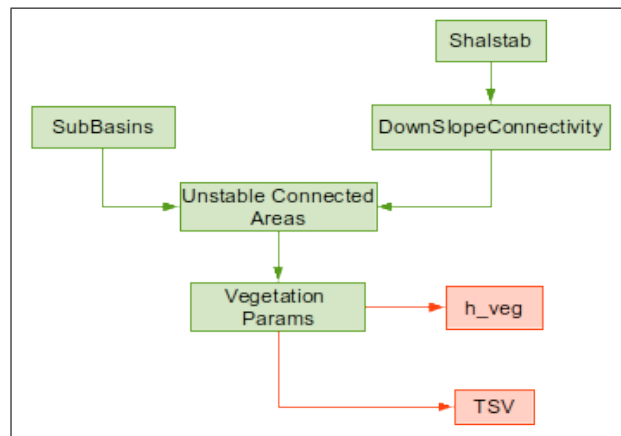 Shalstab
SubBasins
DownSlopeConnectivity
Unstable Connected
Areas
Vegetation
Params
h_veg
TSV